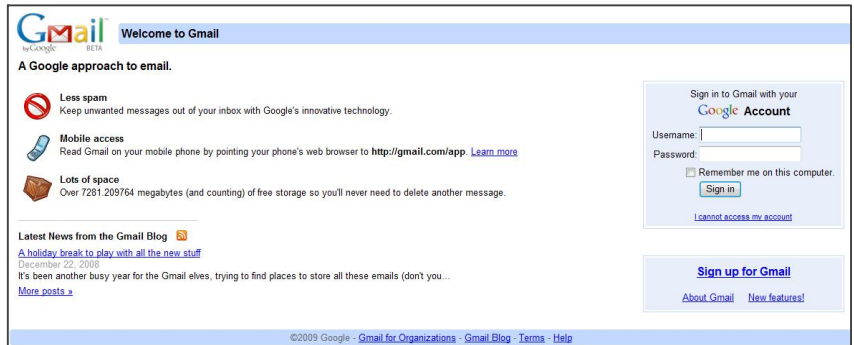 Gmail
by Google BETA
Welcome to Gmail
A Google approach to email.
Less spam
Keep unwanted messages out of your inbox with Google's innovative technology.
Mobile access
Read Gmail on your mobile phone by pointing your phone's web browser to http://gmail.com/app. Learn more
Lots of space
Over 7281.209764 megabytes (and counting) of free storage so you'll never need to delete another message.
Latest News from the Gmail Blog
A holiday break to play with all the new stuff
December 22, 2008
It's been another busy year for the Gmail elves, trying to find places to store all these emails (don't you...
More posts »
Sign in to Gmail with your
Google Account
Username:
Password:
Remember me on this computer.
Sign in
I cannot access my account
Sign up for Gmail
About Gmail New features!
©2009 Google - Gmail for Organizations - Gmail Blog - Terms - Help